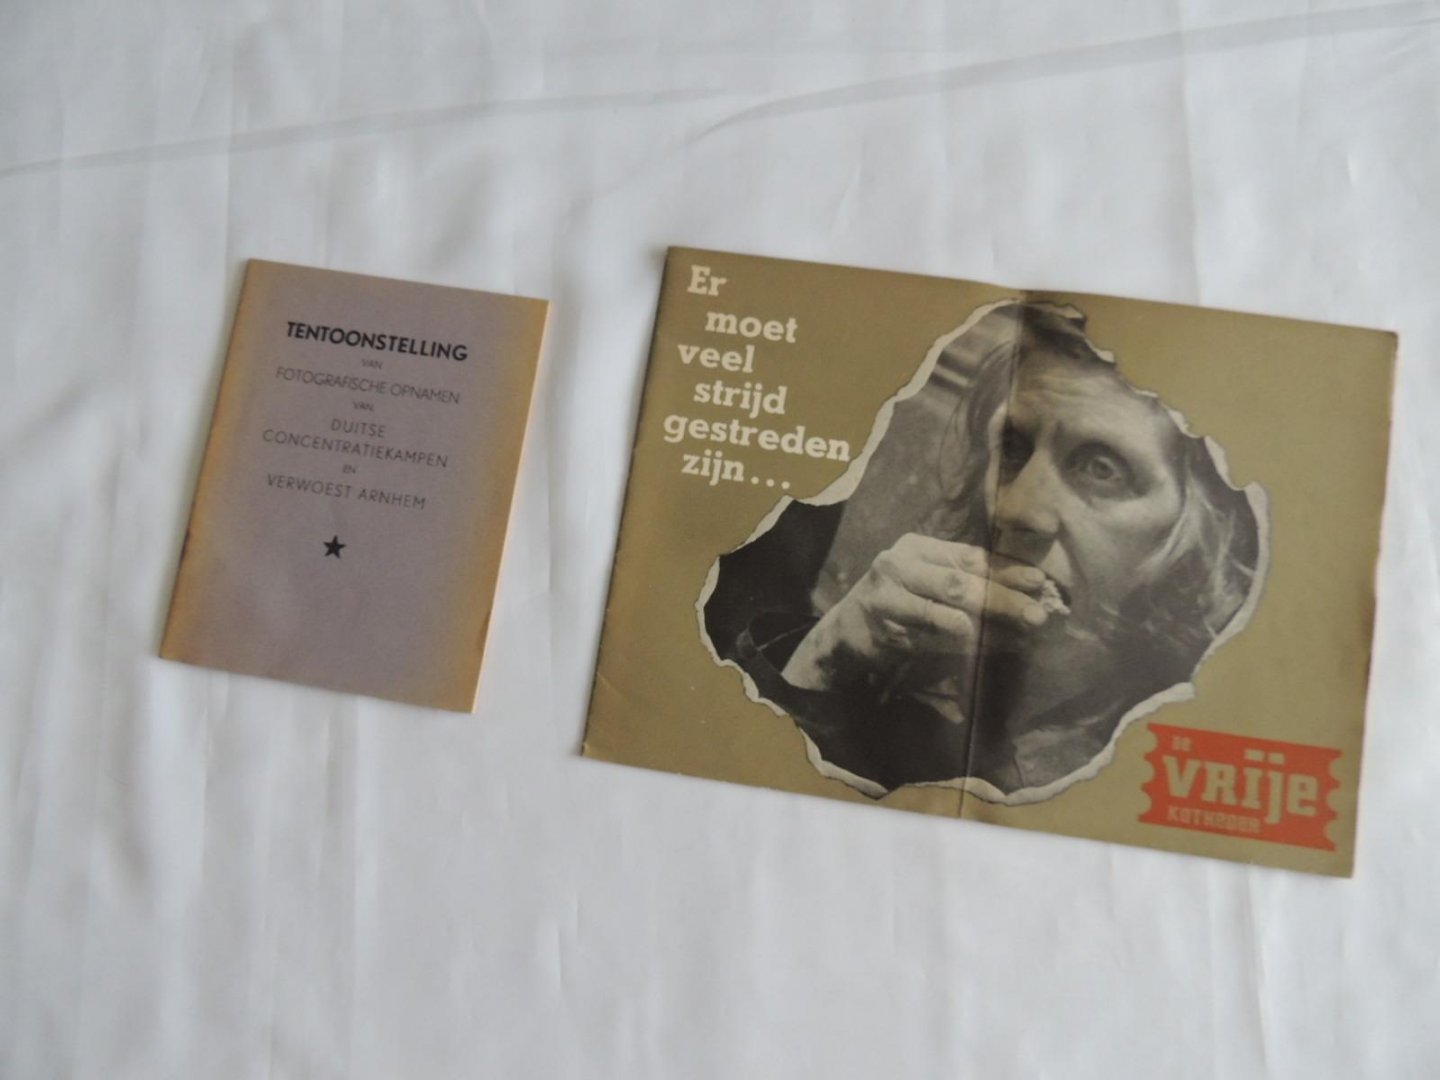 TENTOONSTELLING
VAN
FOTOGRAFISCHE OPNAMEN
VAN
DUITSE
CONCENTRATIEKAMPEN
EN
VERWOEST ARNHEM
Er
moet
veel
strijd
gestreden
zijn...
DE
VRIJE
KATHEDER